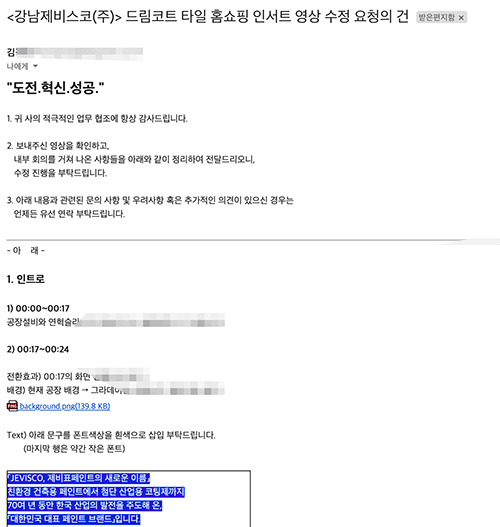 <강남제비스코(주)> 드림코트 타일 홈쇼핑 인서트 영상 수정 요청의 건 받은편지함 ×
김
나에게
"도전.혁신.성공."
1. 귀 사의 적극적인 업무 협조에 항상 감사드립니다.
2. 보내주신 영상을 확인하고,
내부 회의를 거쳐 나온 사항들을 아래와 같이 정리하여 전달드리오니,
수정 진행을 부탁드립니다.
3. 아래 내용과 관련된 문의 사항 및 우려사항 혹은 추가적인 의견이 있으신 경우는
언제든 유선 연락 부탁드립니다.
- 아 래 -
1. 인트로
1) 00:00~00:17
공장설비와 연혁슬라
2) 00:17~00:24
전환효과) 00:17의 화면
배경) 현재 공장 배경 → 그라데이
background.png(139.8 KB)
Text) 아래 문구를 폰트색상을 흰색으로 삽입 부탁드립니다.
(마지막 행은 약간 작은 폰트)
「JEVISCO, 제비표페인트의 새로운 이름」
친환경 건축용 페인트에서 첨단 산업용 코팅제까지
70여 년 동안 한국 산업의 발전을 주도해 온,
「대한민국 대표 페인트 브랜드」입니다.